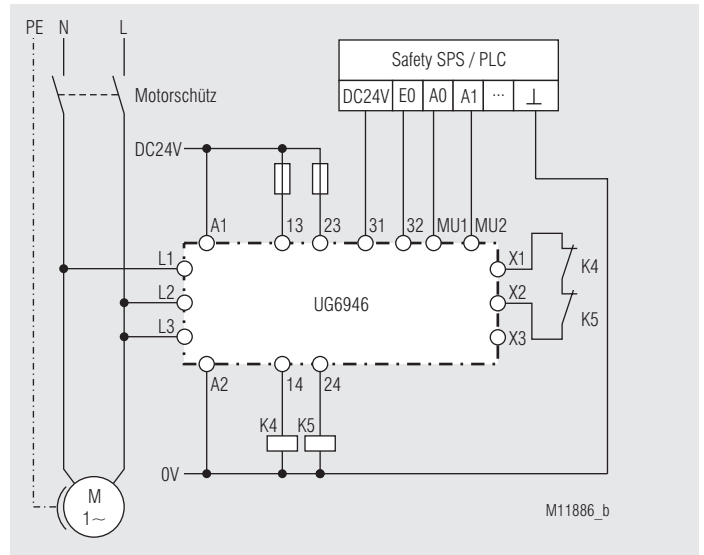 PE N L
Safety SPS / PLC
DC24V E0 A0 A1 ... ⊥
Motorschütz
DC24V
A1 13 23 31 32 MU1 MU2
L1 X1
K4
L2 X2
UG6946
K5
L3 X3
A2 14 24
K4 K5
0V
M
1~
M11886_b